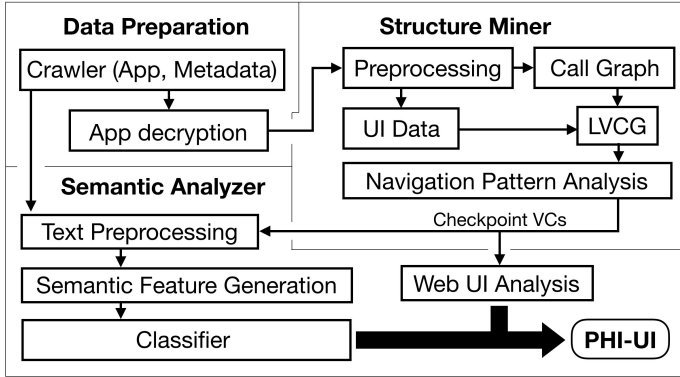 Data Preparation
Crawler (App, Metadata)
App decryption
Structure Miner
Preprocessing
Call Graph
UI Data
LVCG
Navigation Pattern Analysis
Checkpoint VCs
Semantic Analyzer
Text Preprocessing
Semantic Feature Generation
Classifier
Web UI Analysis
PHI-UI